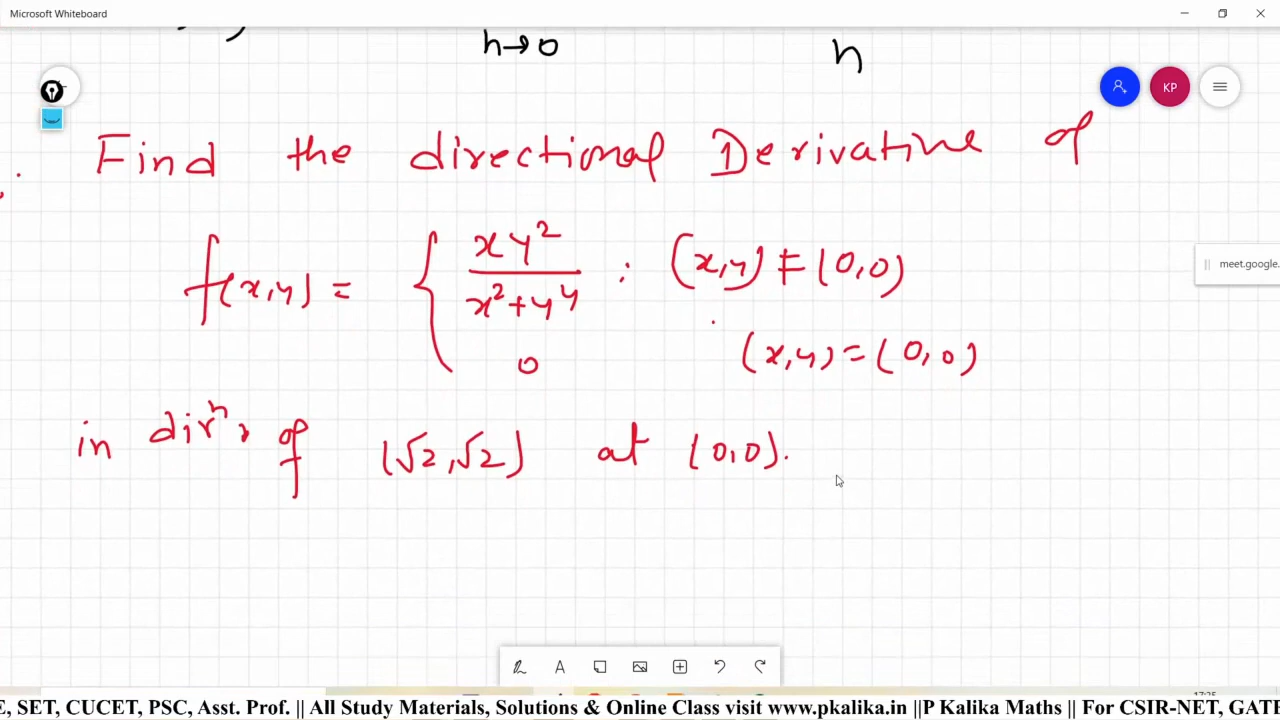 Microsoft Whiteboard
h→0
h
KP
Find the directional Derivative of
f(x,y) = { xy² / x²+y⁴ ; (x,y) ≠ (0,0)
0 (x,y) = (0,0)
meet.google.
in dirⁿ, of (√2,√2) at (0,0).
A
17:25
E, SET, CUCET, PSC, Asst. Prof. || All Study Materials, Solutions & Online Class visit www.pkalika.in ||P Kalika Maths || For CSIR-NET, GATE